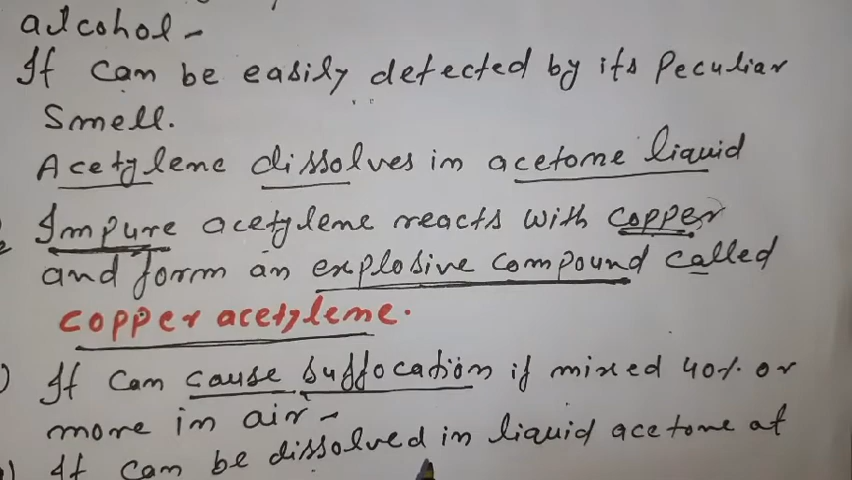 alcohol -
It can be easily detected by its Peculiar
Smell.
Acetylene dissolves in acetone liquid
Impure acetylene reacts with copper
and form an explosive compound called
copper acetylene.
It can cause suffocation if mixed 40% or
more in air -
It can be dissolved in liquid acetone at